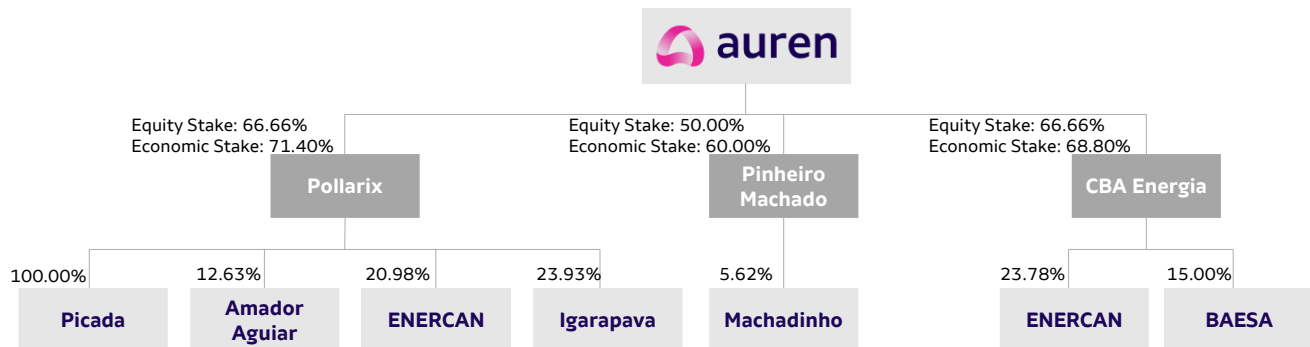 auren
Equity Stake: 66.66%
Economic Stake: 71.40%
Equity Stake: 50.00%
Economic Stake: 60.00%
Equity Stake: 66.66%
Economic Stake: 68.80%
Pollarix
Pinheiro
Machado
CBA Energia
100.00%
12.63%
20.98%
23.93%
5.62%
23.78%
15.00%
Picada
Amador
Aguiar
ENERCAN
Igarapava
Machadinho
ENERCAN
BAESA